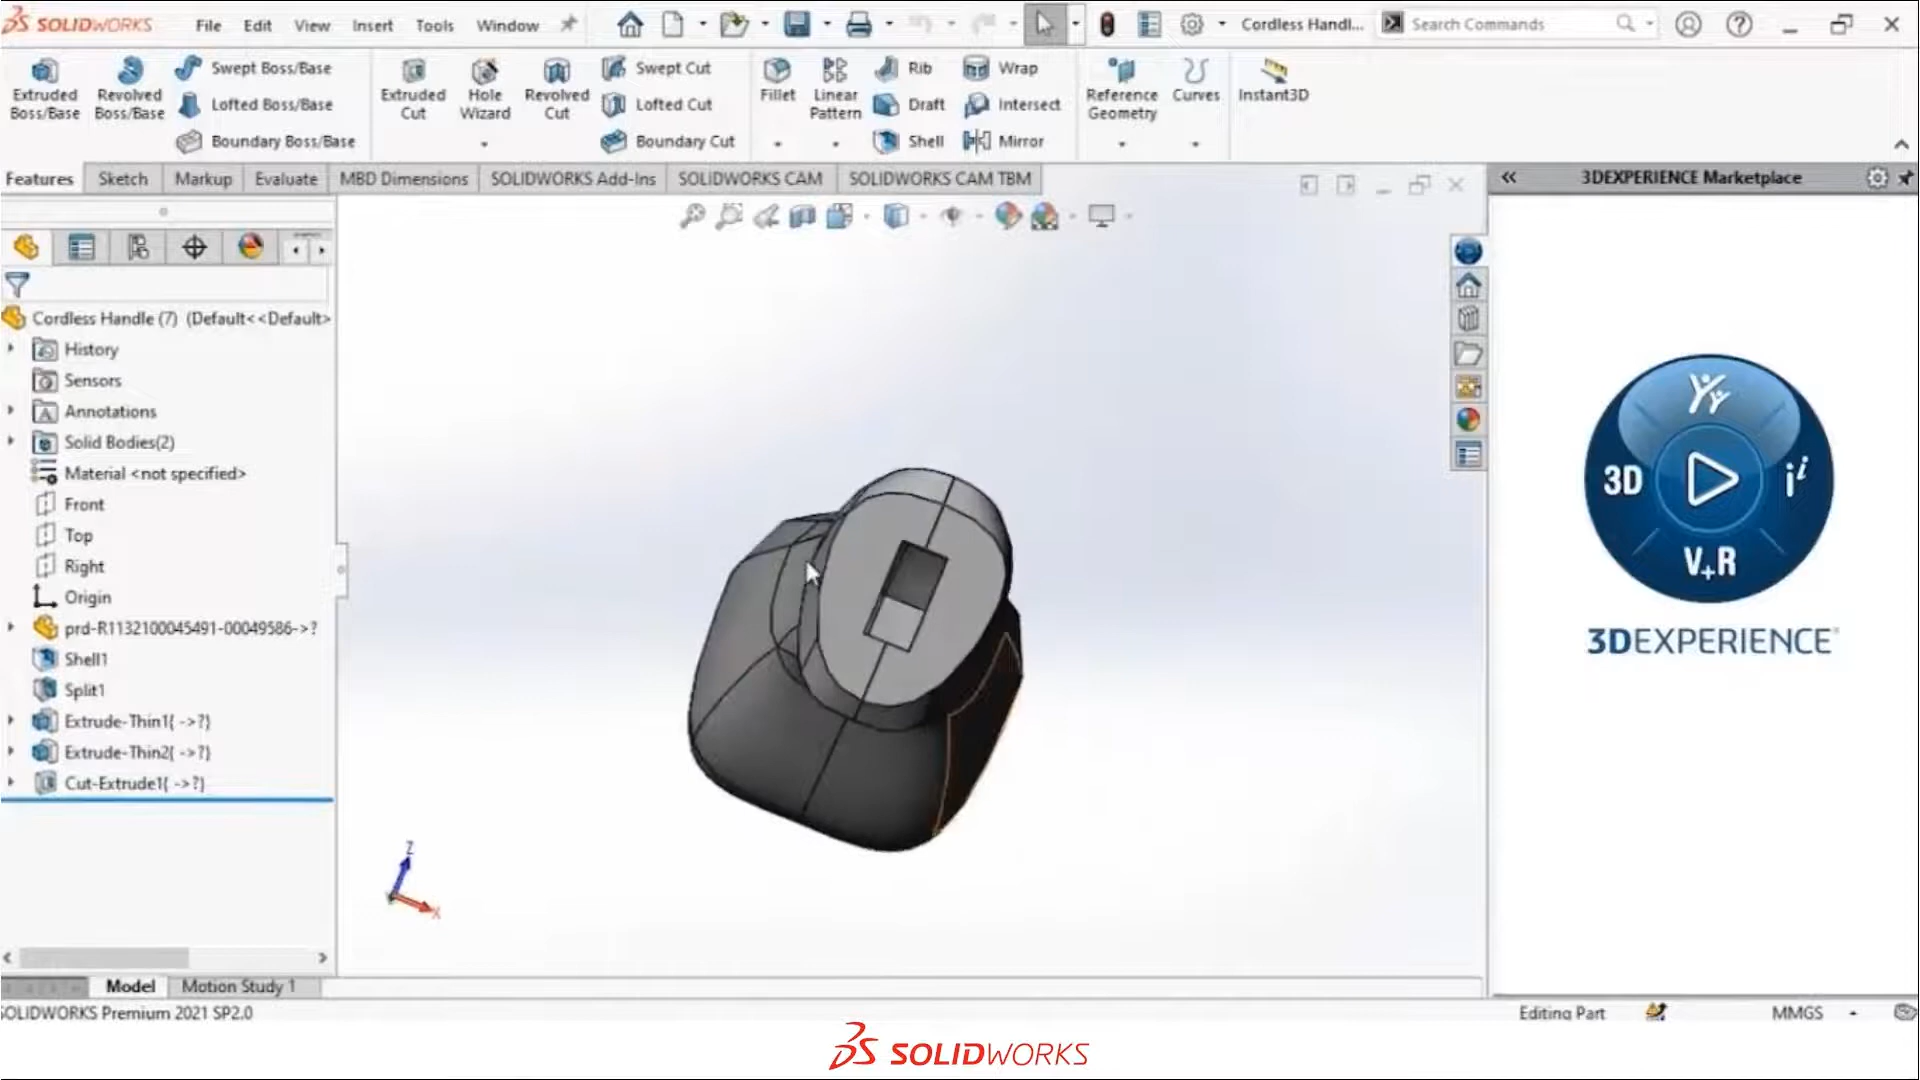 SOLIDWORKS File Edit View Insert Tools Window Cordless Handl... Search Commands
Extruded Boss/Base
Revolved Boss/Base
Swept Boss/Base
Lofted Boss/Base
Boundary Boss/Base
Extruded Cut
Hole Wizard
Revolved Cut
Swept Cut
Lofted Cut
Boundary Cut
Fillet
Linear Pattern
Rib
Draft
Shell
Wrap
Intersect
Mirror
Reference Geometry
Curves
Instant3D
Features Sketch Markup Evaluate MBD Dimensions SOLIDWORKS Add-Ins SOLIDWORKS CAM SOLIDWORKS CAM TBM
3DEXPERIENCE Marketplace
Cordless Handle (7) (Default<<Default>
History
Sensors
Annotations
Solid Bodies(2)
Material <not specified>
Front
Top
Right
Origin
prd-R1132100045491-00049586->?
Shell1
Split1
Extrude-Thin1{ ->?}
Extrude-Thin2{ ->?}
Cut-Extrude1{ ->?}
Z
X
3D
V+R
3DEXPERIENCE
Model Motion Study 1
SOLIDWORKS Premium 2021 SP2.0
Editing Part MMGS
SOLIDWORKS